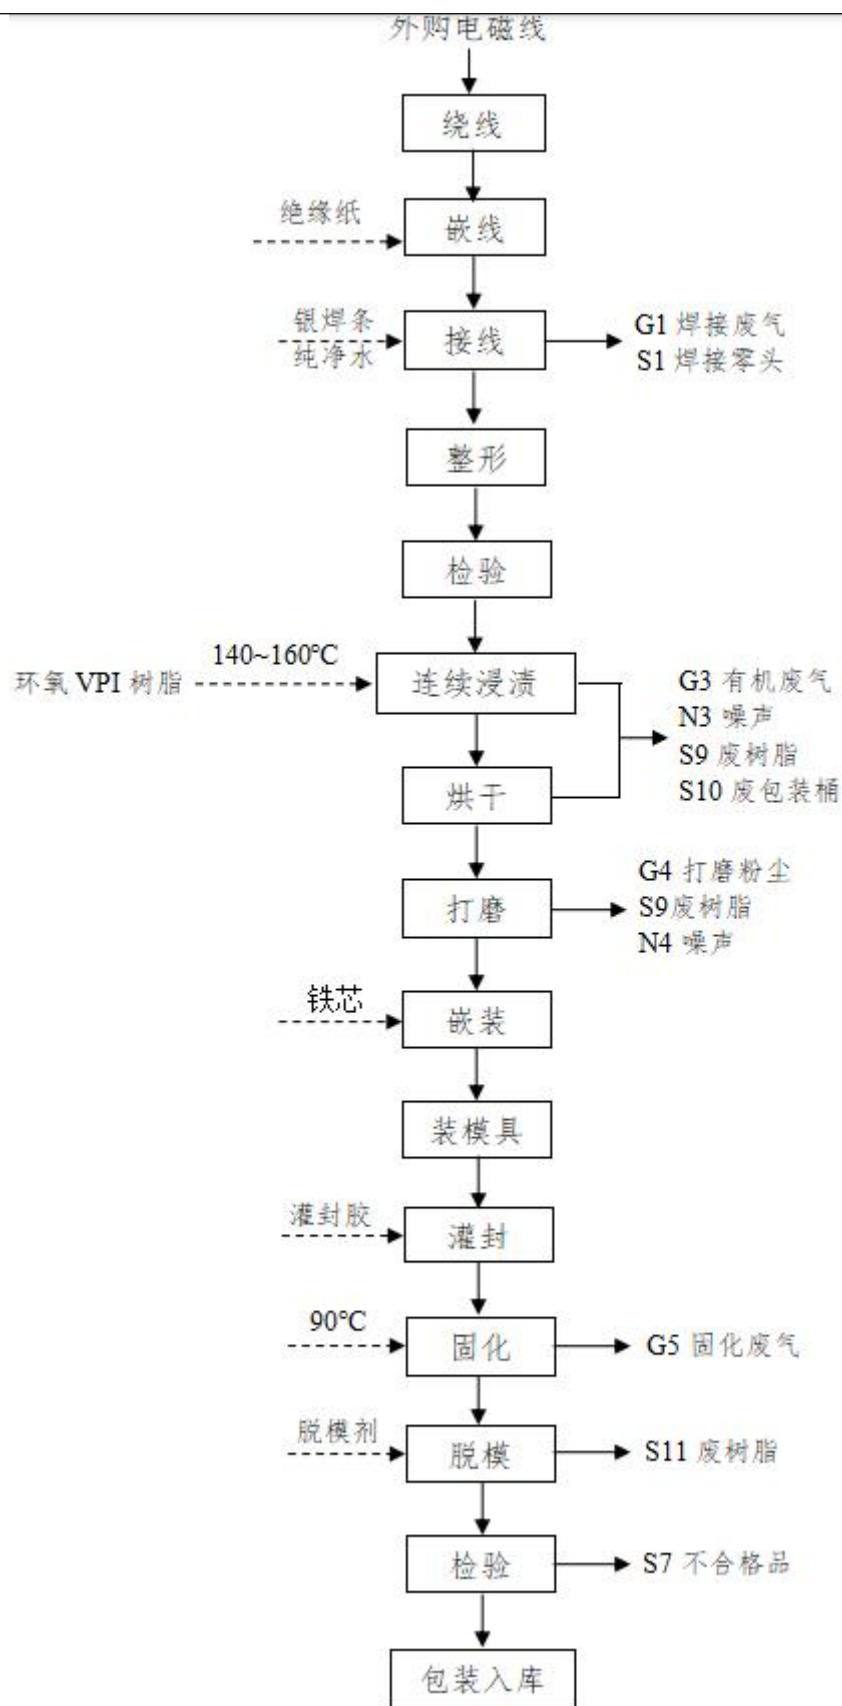 外购电磁线
绕线
绝缘纸
嵌线
银焊条
纯净水
接线
G1 焊接废气
S1 焊接零头
整形
检验
140~160℃
环氧 VPI 树脂
连续浸渍
G3 有机废气
N3 噪声
S9 废树脂
S10 废包装桶
烘干
打磨
G4 打磨粉尘
S9废树脂
N4 噪声
铁芯
嵌装
装模具
灌封胶
灌封
90℃
固化
G5 固化废气
脱模剂
脱模
S11 废树脂
检验
S7 不合格品
包装入库